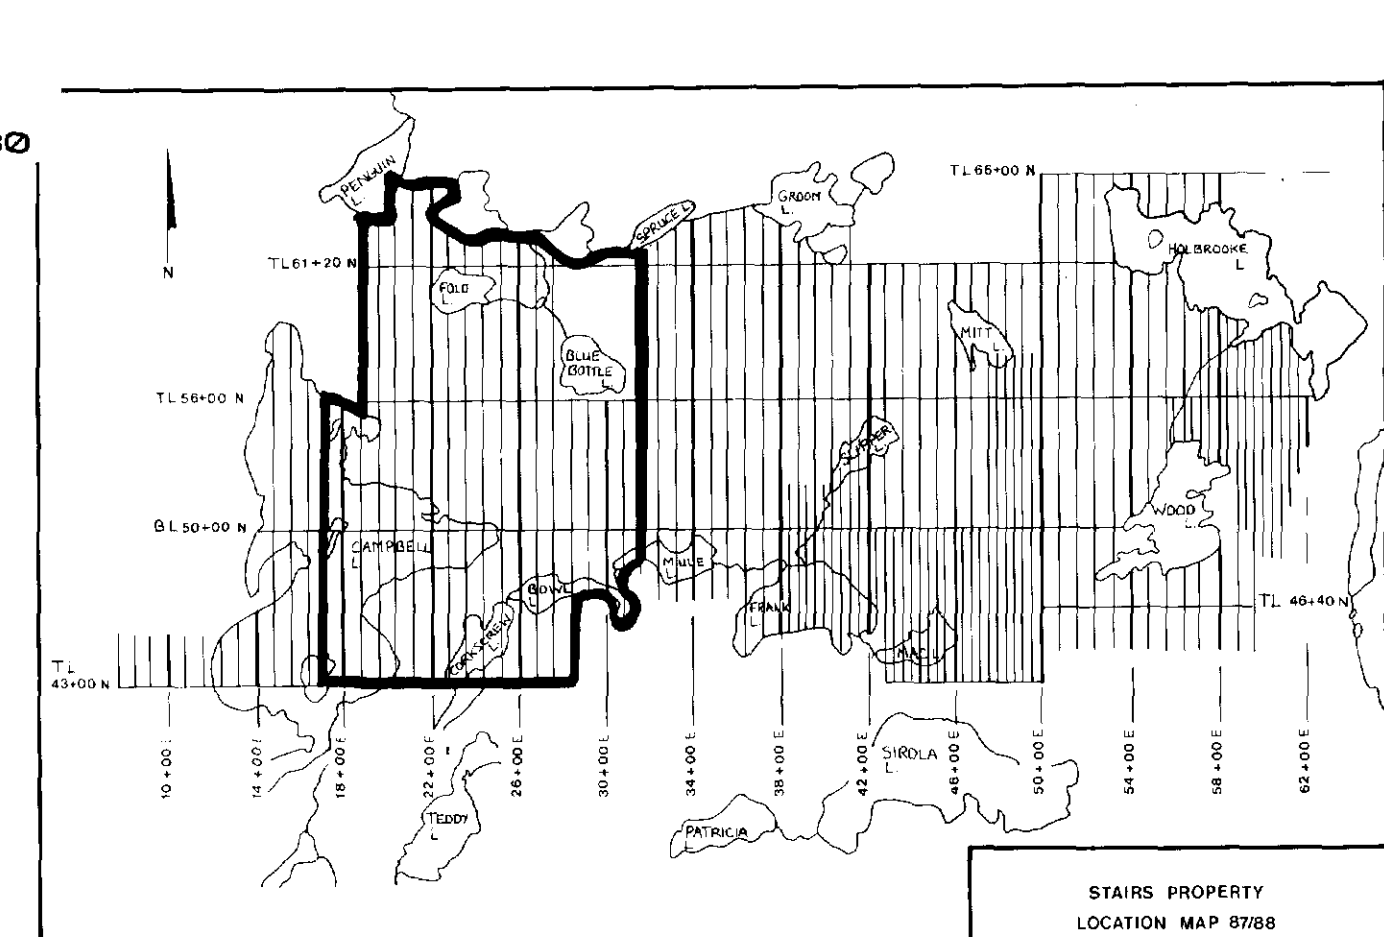 PENGUIN
L.
GROOM
L.
TL 66+00 N
SPRUCE L
HOLBROOKE
L
N
TL 61+20 N
FOLD
L
MITT
L.
BLUE
BOTTLE
L.
TL 56+00 N
SLIPPER
L
BL 50+00 N
WOOD
L.
CAMPBELL
L
MULE
L
BOWL
L
FRANK
L
TL 46+40 N
CORKSCREW
L
MAC L
TL
43+00 N
10+00 E
14+00 E
18+00 E
22+00 E
26+00 E
30+00 E
34+00 E
38+00 E
42+00 E
46+00 E
50+00 E
54+00 E
58+00 E
62+00 E
SIROLA
L.
TEDDY
L
PATRICIA
L
STAIRS PROPERTY
LOCATION MAP 87/88